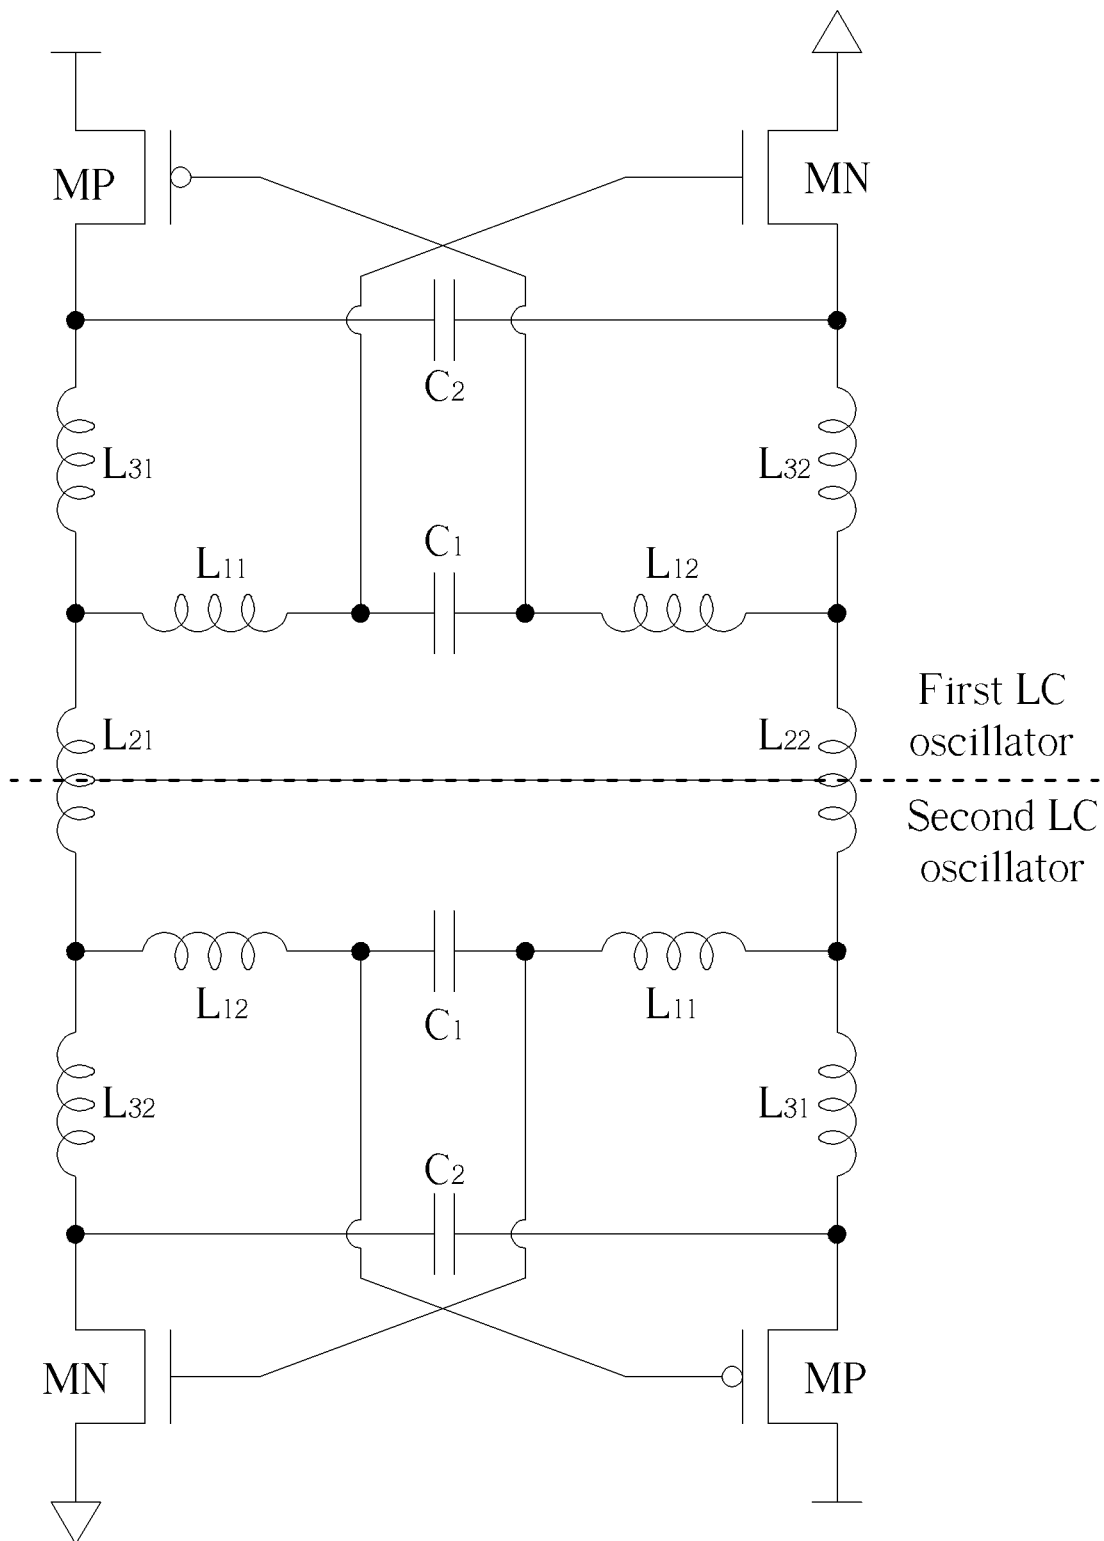 MP
MN
C2
L31
L32
C1
L11
L12
L21
L22
First LC
oscillator
Second LC
oscillator
L12
C1
L11
L32
L31
C2
MN
MP